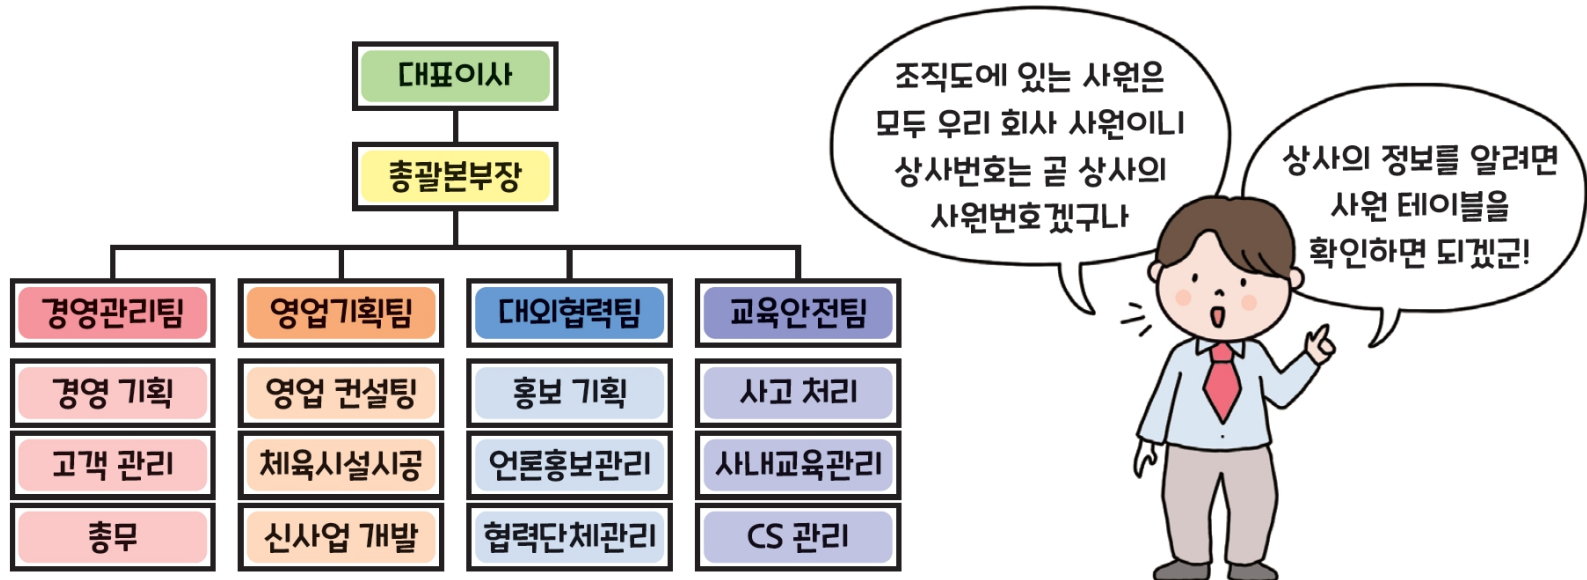 대표이사
총괄본부장
경영관리팀
영업기획팀
대외협력팀
교육안전팀
경영 기획
영업 컨설팅
홍보 기획
사고 처리
고객 관리
체육시설시공
언론홍보관리
사내교육관리
총무
신사업 개발
협력단체관리
CS 관리
조직도에 있는 사원은
모두 우리 회사 사원이니
상사번호는 곧 상사의
사원번호겠구나
상사의 정보를 알려면
사원 테이블을
확인하면 되겠군!